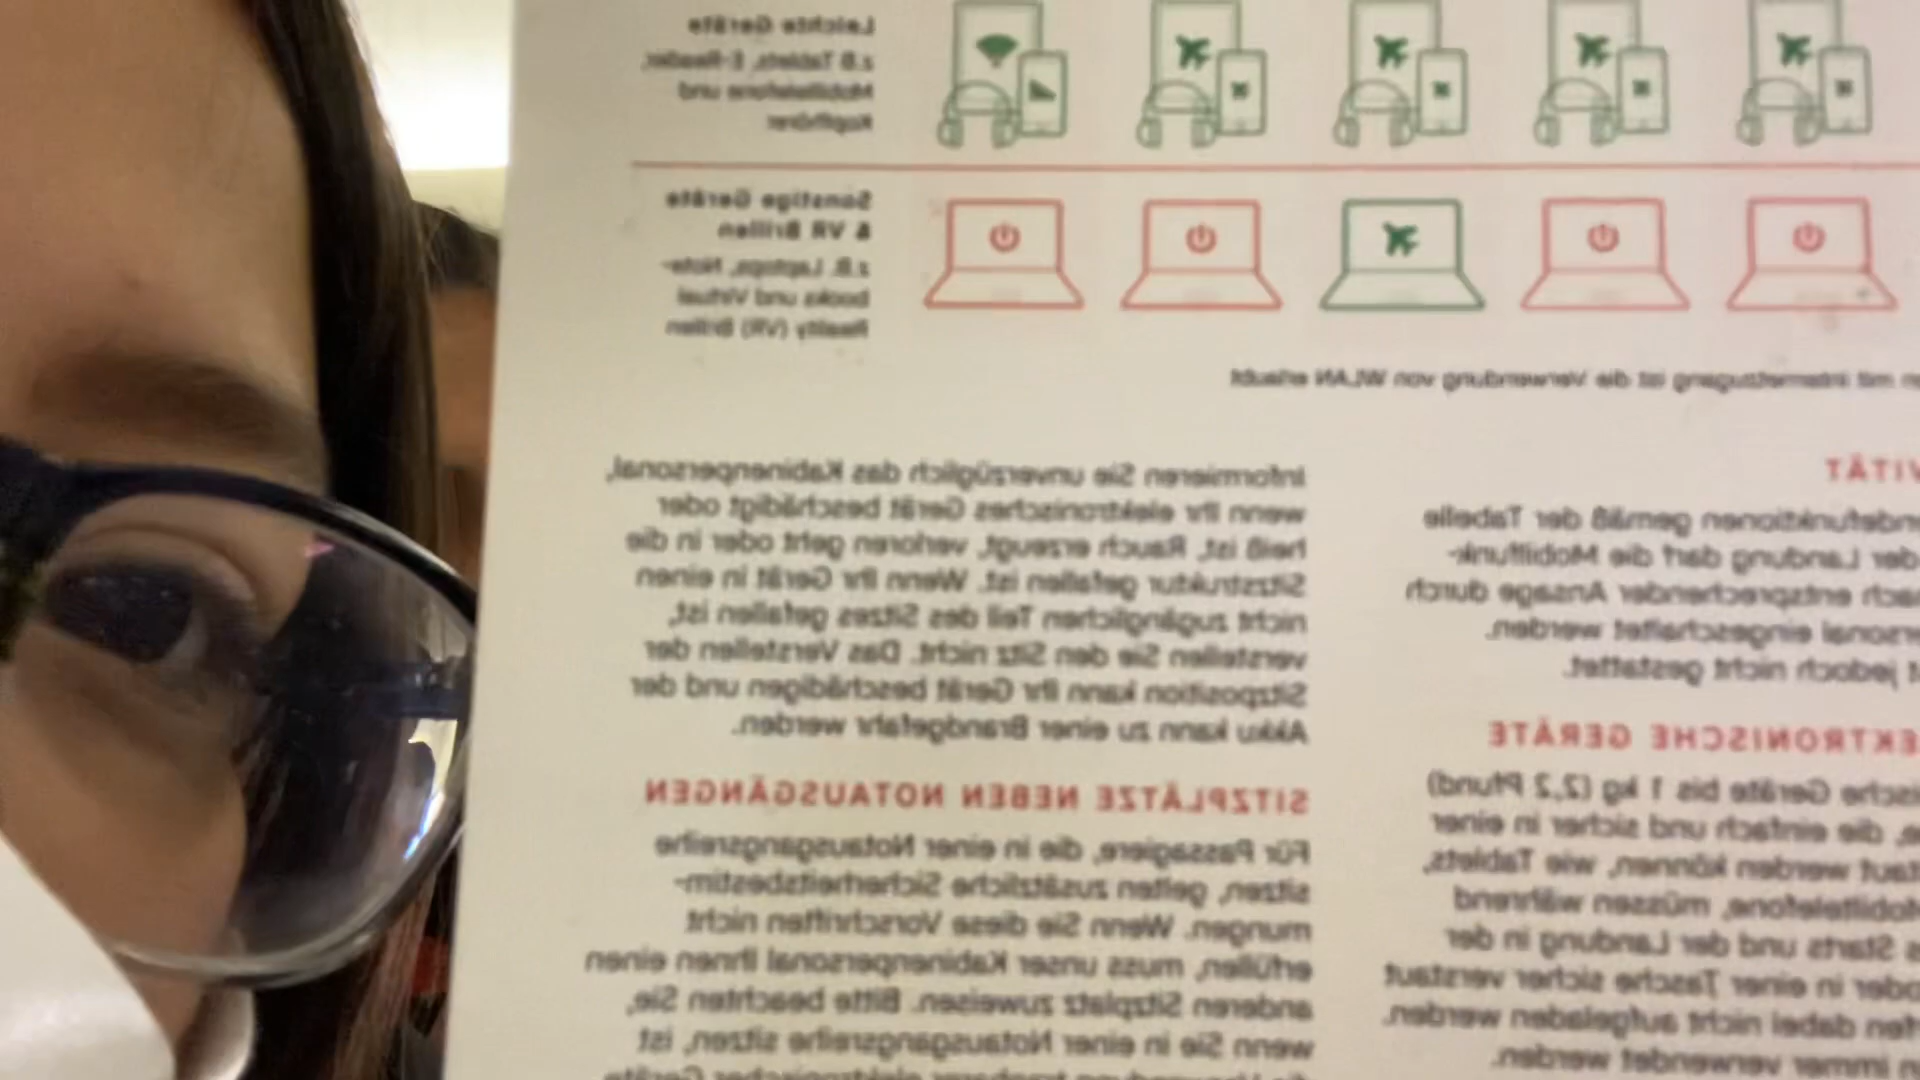 Leichte Geräte
z.B Tablets, E-Reader,
Mobiltelefone und
Kopfhörer
Sonstige Geräte
& VR Brillen
z.B. Laptops, Note-
books und Virtual
Reality (VR) Brillen
mit Internetzugang ist die Verwendung von WLAN erlaubt
VITÄT
gemäß der Tabelle
der Landung darf die Mobilfunk-
nach entsprechender Ansage durch
eingeschaltet werden.
jedoch nicht gestattet.
EKTRONISCHE GERÄTE
Geräte bis 1 kg (2,2 Pfund)
die einfach und sicher in einer
werden können, wie Tablets,
Mobiltelefone, müssen während
Starts und der Landung in der
oder in einer Tasche sicher verstaut
dabei nicht aufgeladen werden.
immer verwendet werden.
Informieren Sie unverzüglich das Kabinenpersonal,
wenn Ihr elektronisches Gerät beschädigt oder
heiß ist, Rauch erzeugt, verloren geht oder in die
Sitzstruktur gefallen ist. Wenn Ihr Gerät in einen
nicht zugänglichen Teil des Sitzes gefallen ist,
verstellen Sie den Sitz nicht. Das Verstellen der
Sitzposition kann Ihr Gerät beschädigen und der
Akku kann zu einer Brandgefahr werden.
SITZPLÄTZE NEBEN NOTAUSGÄNGEN
Für Passagiere, die in einer Notausgangsreihe
sitzen, gelten zusätzliche Sicherheitsbestim-
mungen. Wenn Sie diese Vorschriften nicht
erfüllen, muss unser Kabinenpersonal Ihnen einen
anderen Sitzplatz zuweisen. Bitte beachten Sie,
wenn Sie in einer Notausgangsreihe sitzen, ist
die Verwendung tragbarer elektronischer Geräte